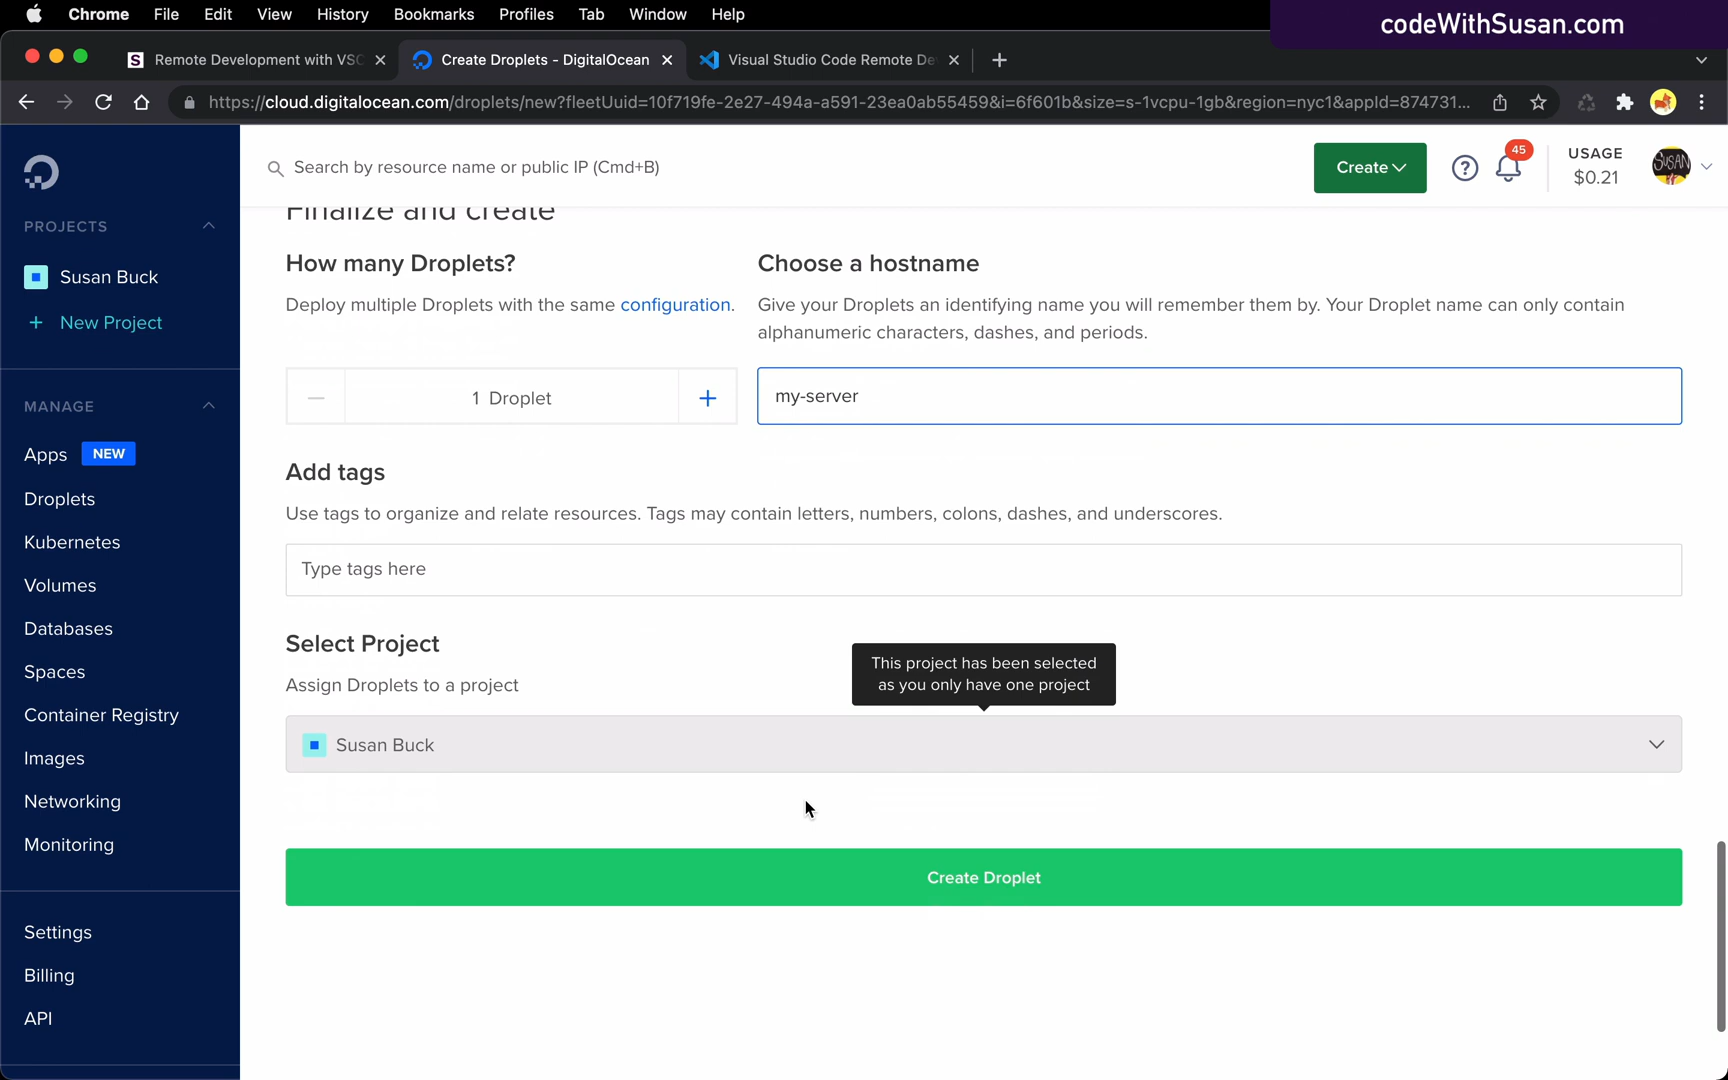 Chrome File Edit View History Bookmarks Profiles Tab Window Help
codeWithSusan.com
Remote Development with VSC
Create Droplets - DigitalOcean
Visual Studio Code Remote De
https://cloud.digitalocean.com/droplets/new?fleetUuid=10f719fe-2e27-494a-a591-23ea0ab55459&i=6f601b&size=s-1vcpu-1gb&region=nyc1&appId=874731...
Search by resource name or public IP (Cmd+B)
Create
45
USAGE
$0.21
SUSAN
PROJECTS
Susan Buck
+ New Project
MANAGE
Apps NEW
Droplets
Kubernetes
Volumes
Databases
Spaces
Container Registry
Images
Networking
Monitoring
Settings
Billing
API
Finalize and create
How many Droplets?
Deploy multiple Droplets with the same configuration.
1 Droplet
Choose a hostname
Give your Droplets an identifying name you will remember them by. Your Droplet name can only contain
alphanumeric characters, dashes, and periods.
my-server
Add tags
Use tags to organize and relate resources. Tags may contain letters, numbers, colons, dashes, and underscores.
Type tags here
Select Project
Assign Droplets to a project
This project has been selected
as you only have one project
Susan Buck
Create Droplet